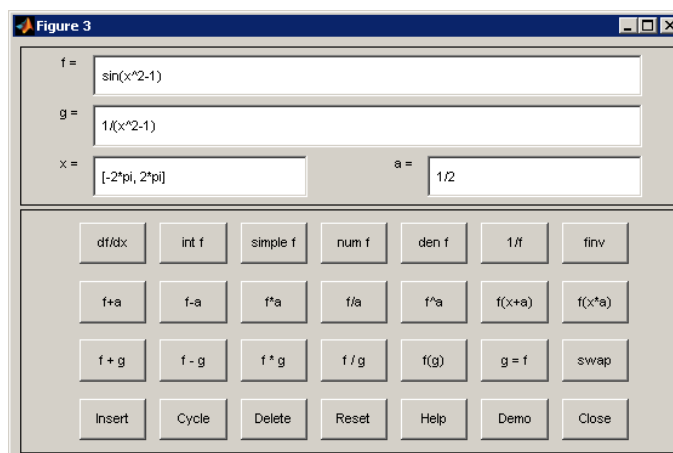 Figure 3
f =
sin(x^2-1)
g =
1/(x^2-1)
x =
[-2*pi, 2*pi]
a =
1/2
df/dx int f simple f num f den f 1/f finv
f+a f-a f*a f/a f^a f(x+a) f(x*a)
f + g f - g f * g f / g f(g) g = f swap
Insert Cycle Delete Reset Help Demo Close